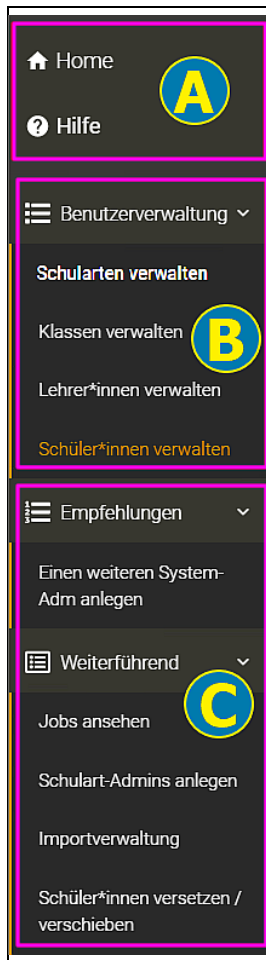 Home
A
Hilfe
Benutzerverwaltung
Schularten verwalten
Klassen verwalten
B
Lehrer*innen verwalten
Schüler*innen verwalten
Empfehlungen
Einen weiteren System-
Adm anlegen
Weiterführend
C
Jobs ansehen
Schulart-Admins anlegen
Importverwaltung
Schüler*innen versetzen /
verschieben